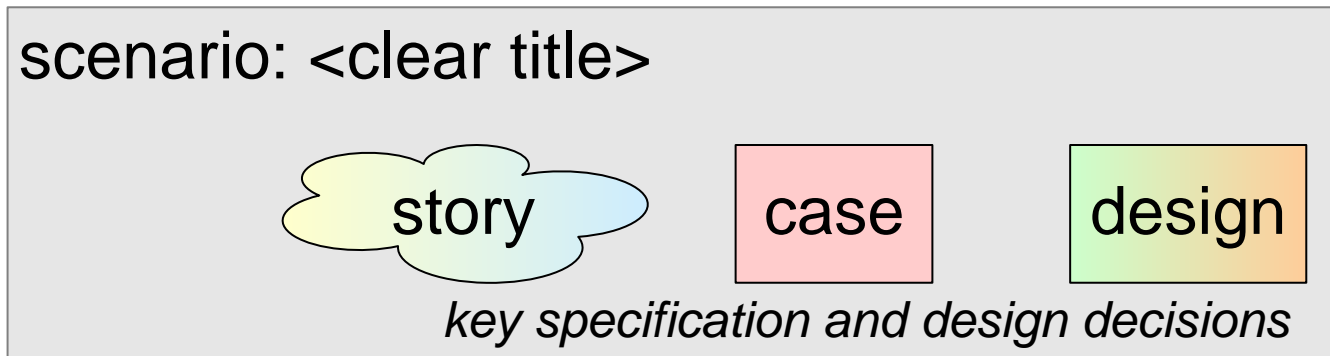 scenario: <clear title>
story case design
key specification and design decisions